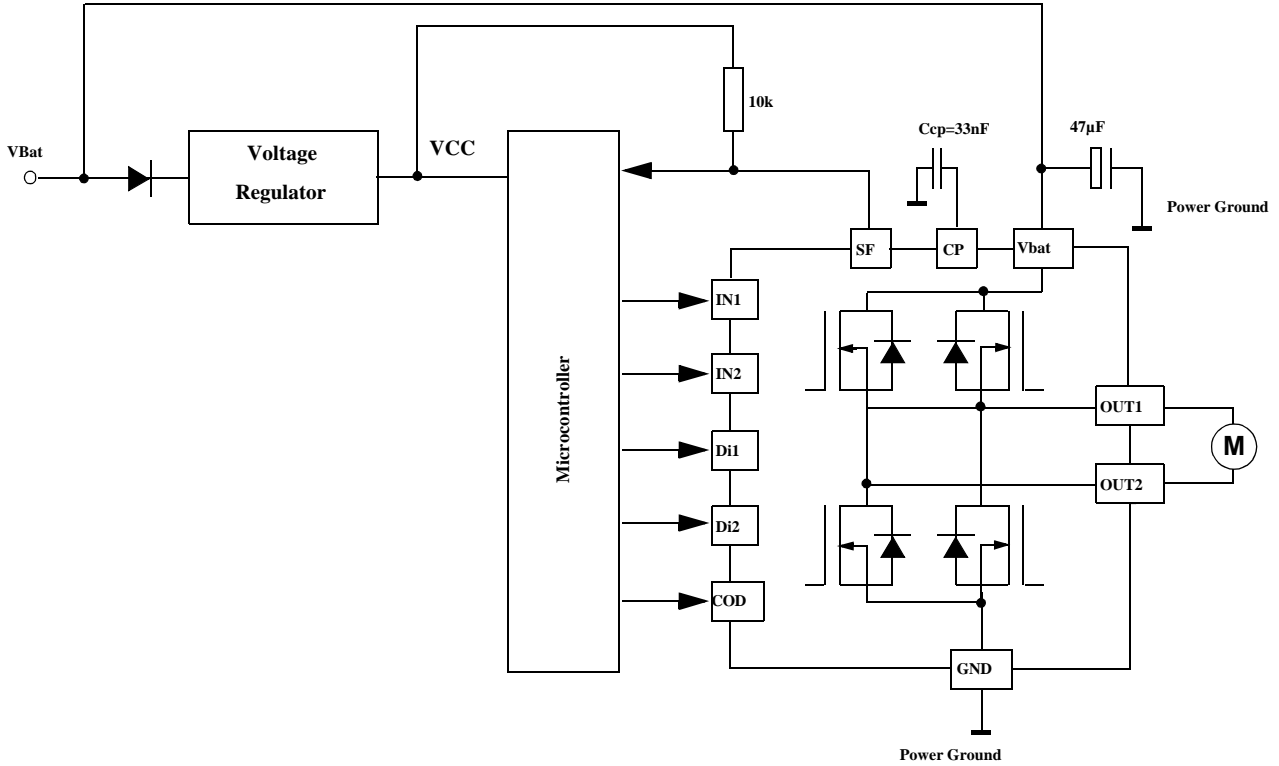 VBat
Voltage
Regulator
VCC
10k
Ccp=33nF
47µF
Power Ground
SF
CP
Vbat
Microcontroller
IN1
IN2
Di1
Di2
COD
OUT1
OUT2
M
GND
Power Ground